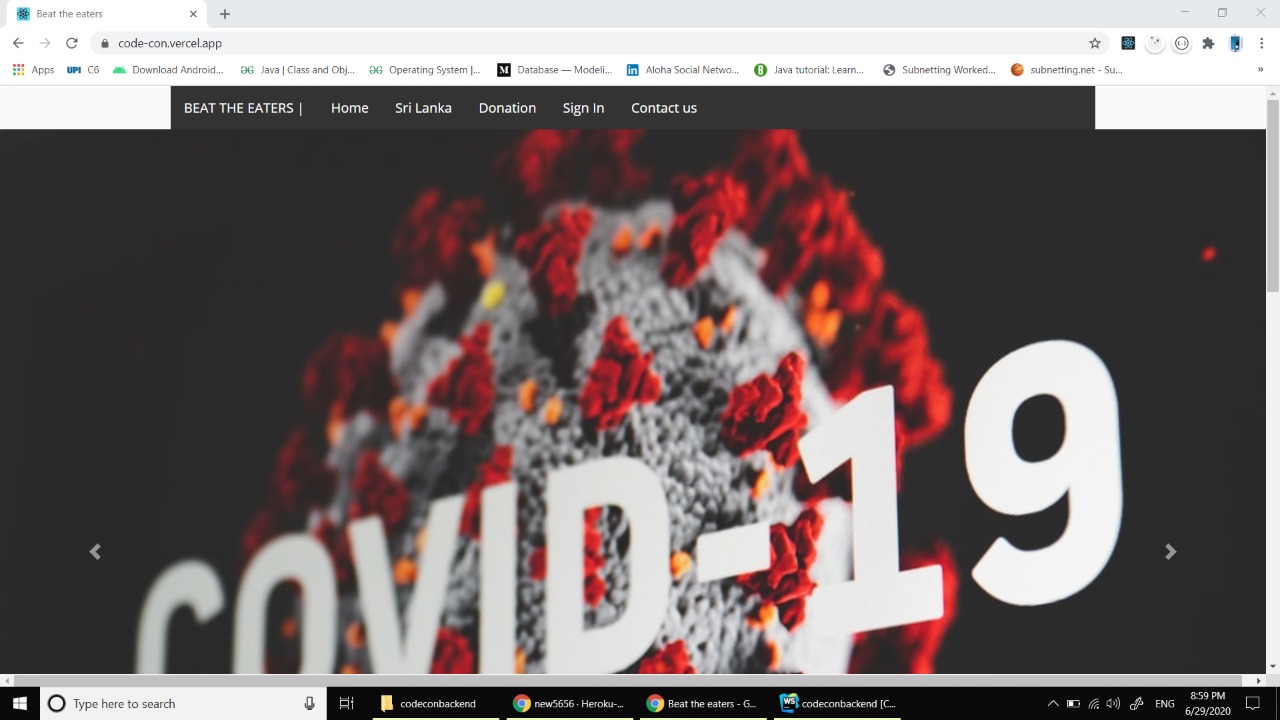 Beat the eaters
code-con.vercel.app
Apps UPI C6 Download Android... Java | Class and Obj... Operating System |... Database — Modeli... Aloha Social Netwo... Java tutorial: Learn... Subnetting Worked... subnetting.net - Su... »
BEAT THE EATERS | Home Sri Lanka Donation Sign In Contact us
COVID-19
Type here to search
codeconbackend
new5656 · Heroku-...
Beat the eaters - G...
WS codeconbackend [C...
ENG
8:59 PM
6/29/2020